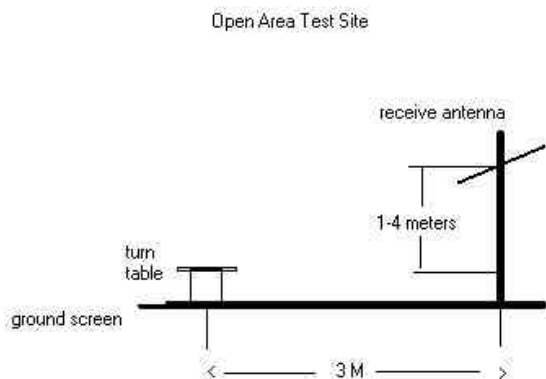 Open Area Test Site
receive antenna
1-4 meters
turn
table
ground screen
3 M